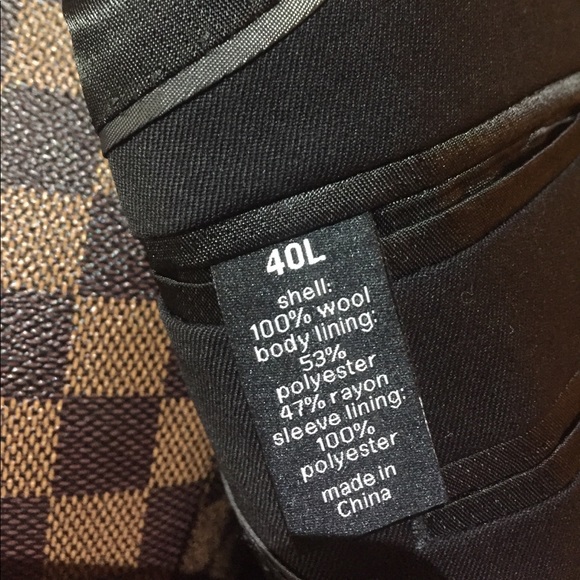 40L
shell:
100% wool
body lining:
53%
polyester
47% rayon
sleeve lining:
100%
polyester
made in
China